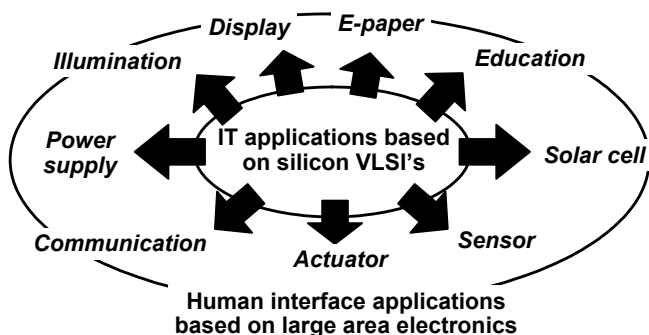 Display
E-paper
Illumination
Education
Power
supply
IT applications based
on silicon VLSI's
Solar cell
Communication
Sensor
Actuator
Human interface applications
based on large area electronics